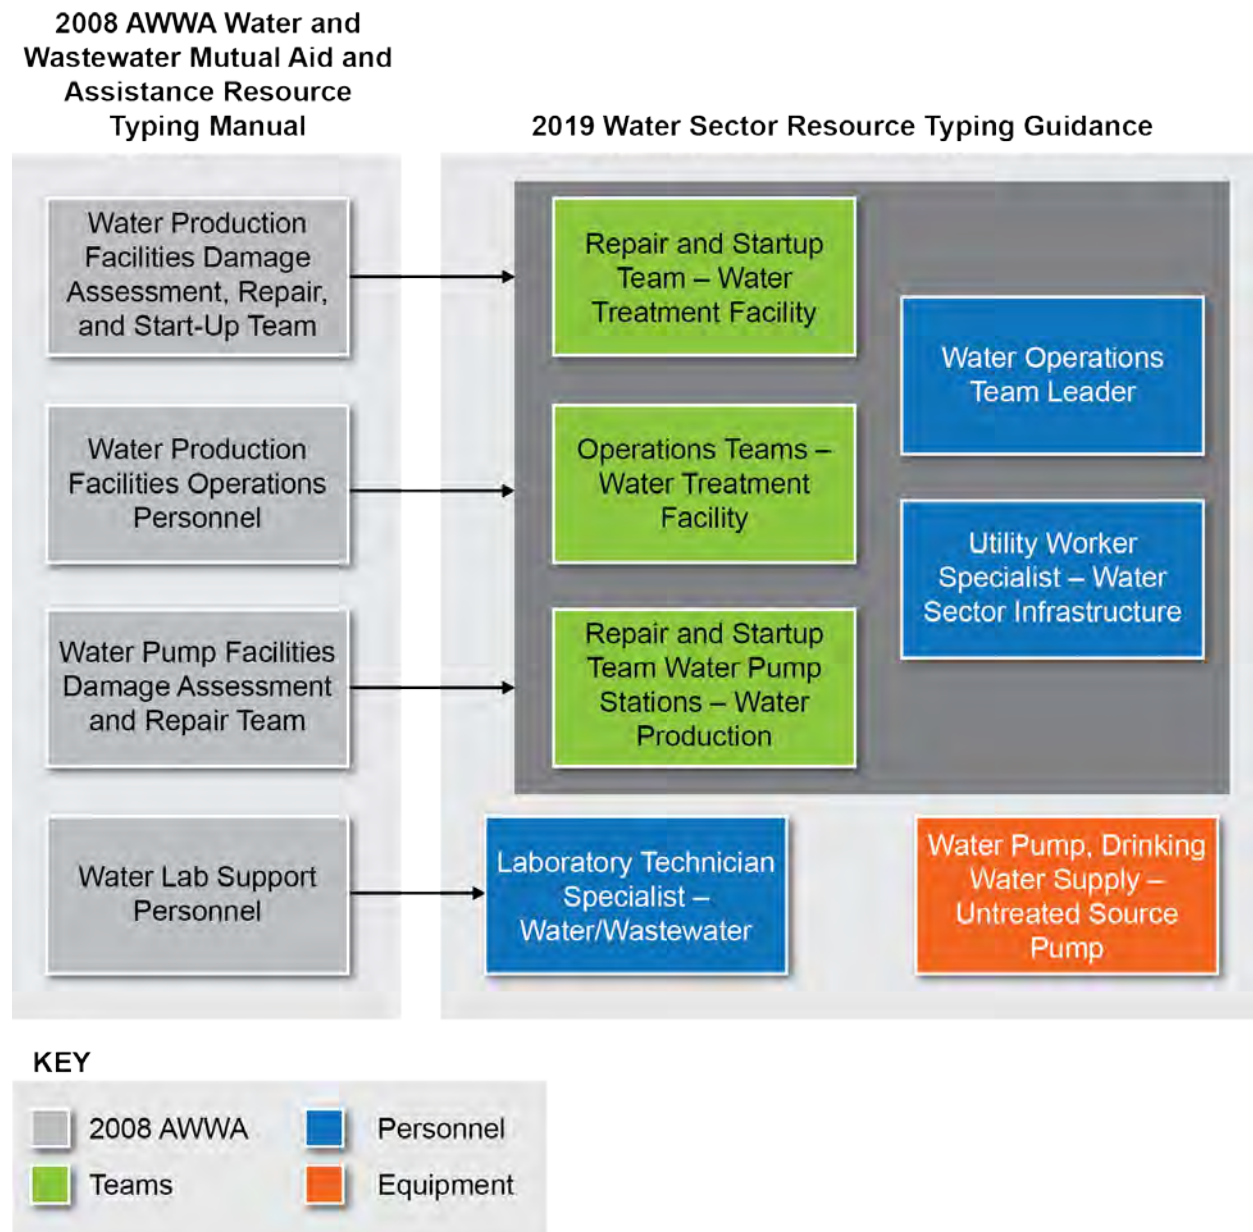 2008 AWWA Water and
Wastewater Mutual Aid and
Assistance Resource
Typing Manual
2019 Water Sector Resource Typing Guidance
Water Production
Facilities Damage
Assessment, Repair,
and Start-Up Team
Repair and Startup
Team – Water
Treatment Facility
Water Operations
Team Leader
Water Production
Facilities Operations
Personnel
Operations Teams –
Water Treatment
Facility
Utility Worker
Specialist – Water
Sector Infrastructure
Water Pump Facilities
Damage Assessment
and Repair Team
Repair and Startup
Team Water Pump
Stations – Water
Production
Water Lab Support
Personnel
Laboratory Technician
Specialist –
Water/Wastewater
Water Pump, Drinking
Water Supply –
Untreated Source
Pump
KEY
2008 AWWA
Personnel
Teams
Equipment